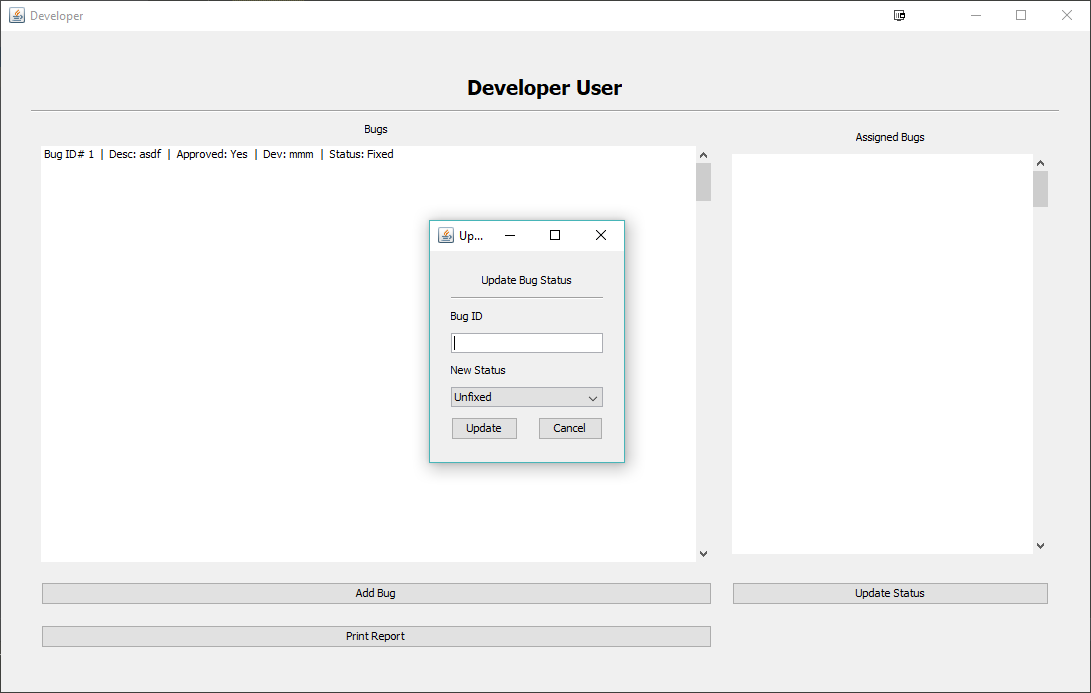 Developer
Developer User
Bugs
Bug ID# 1 | Desc: asdf | Approved: Yes | Dev: mmm | Status: Fixed
Assigned Bugs
Up...
Update Bug Status
Bug ID
New Status
Unfixed
Update Cancel
Add Bug
Update Status
Print Report